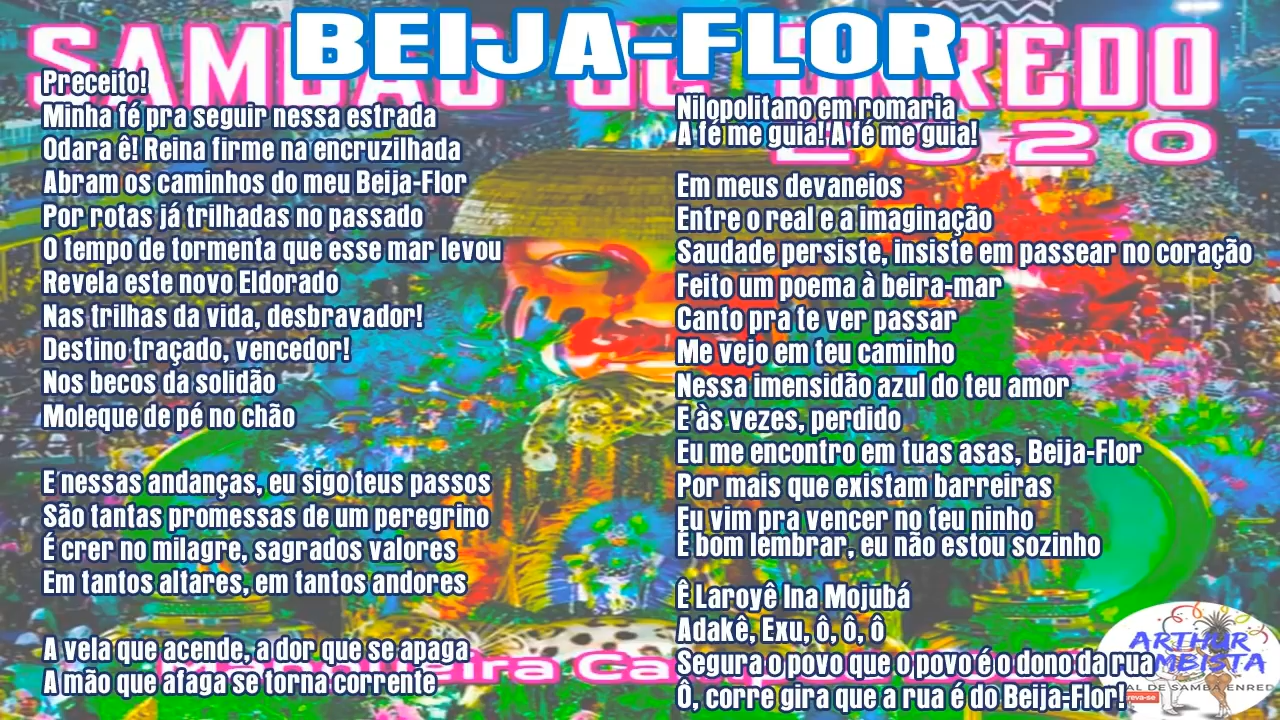 BEIJA-FLOR
SAMBAS DE ENREDO
2020
Preceito!
Minha fé pra seguir nessa estrada
Odara ê! Reina firme na encruzilhada
Abram os caminhos do meu Beija-Flor
Por rotas já trilhadas no passado
O tempo de tormenta que esse mar levou
Revela este novo Eldorado
Nas trilhas da vida, desbravador!
Destino traçado, vencedor!
Nos becos da solidão
Moleque de pé no chão
E nessas andanças, eu sigo teus passos
São tantas promessas de um peregrino
É crer no milagre, sagrados valores
Em tantos altares, em tantos andores
A vela que acende, a dor que se apaga
A mão que afaga se torna corrente
Nilopolitano em romaria
A fé me guia! A fé me guia!
Em meus devaneios
Entre o real e a imaginação
Saudade persiste, insiste em passear no coração
Feito um poema à beira-mar
Canto pra te ver passar
Me vejo em teu caminho
Nessa imensidão azul do teu amor
E às vezes, perdido
Eu me encontro em tuas asas, Beija-Flor
Por mais que existam barreiras
Eu vim pra vencer no teu ninho
É bom lembrar, eu não estou sozinho
Ê Laroyê Ina Mojubá
Adakê, Exu, ô, ô, ô
Segura o povo que o povo é o dono da rua
Ô, corre gira que a rua é do Beija-Flor!
ARTHUR
MBISTA
AL DE SAMBA ENRED